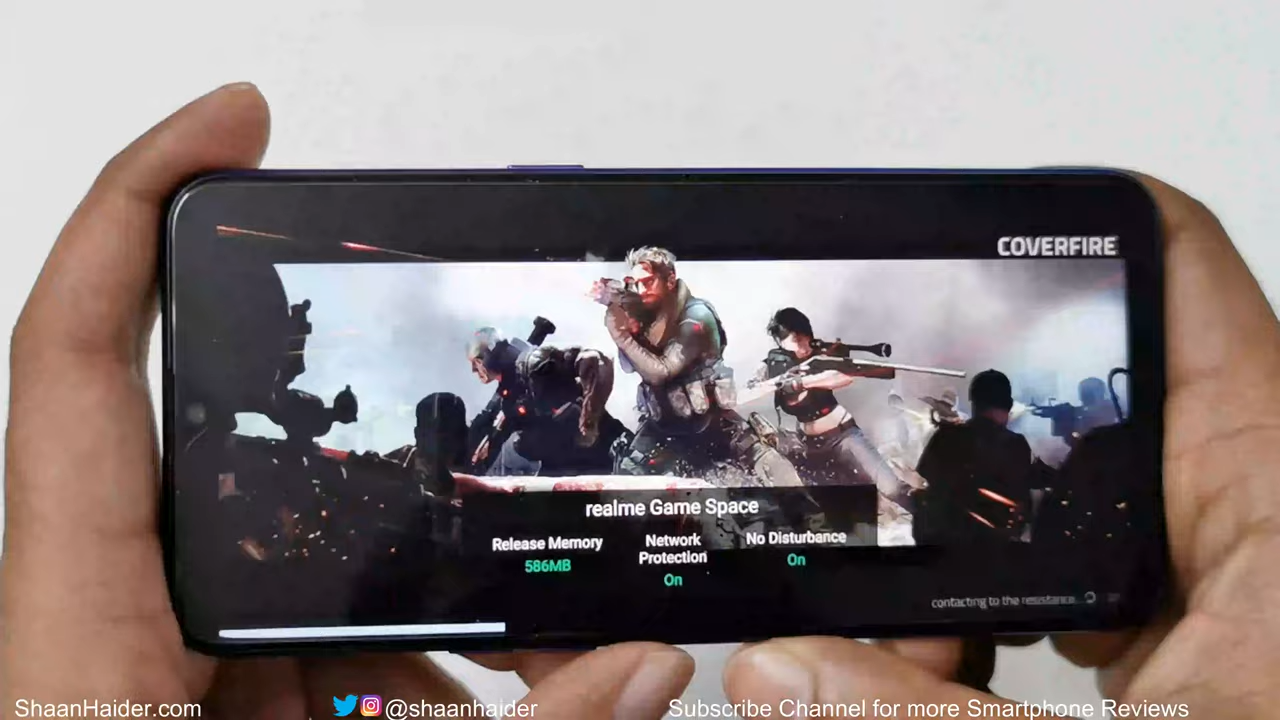 COVERFIRE
realme Game Space
Release Memory
586MB
Network
Protection
On
No Disturbance
On
contacting to the resistance...
ShaanHaider.com
@shaanhaider
Subscribe Channel for more Smartphone Reviews